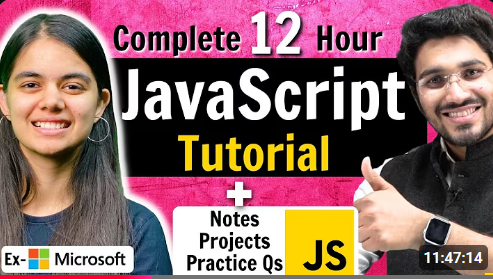 Complete 12 Hour
JavaScript
Tutorial
+
Notes
Projects
Practice Qs
JS
Ex- Microsoft
11:47:14